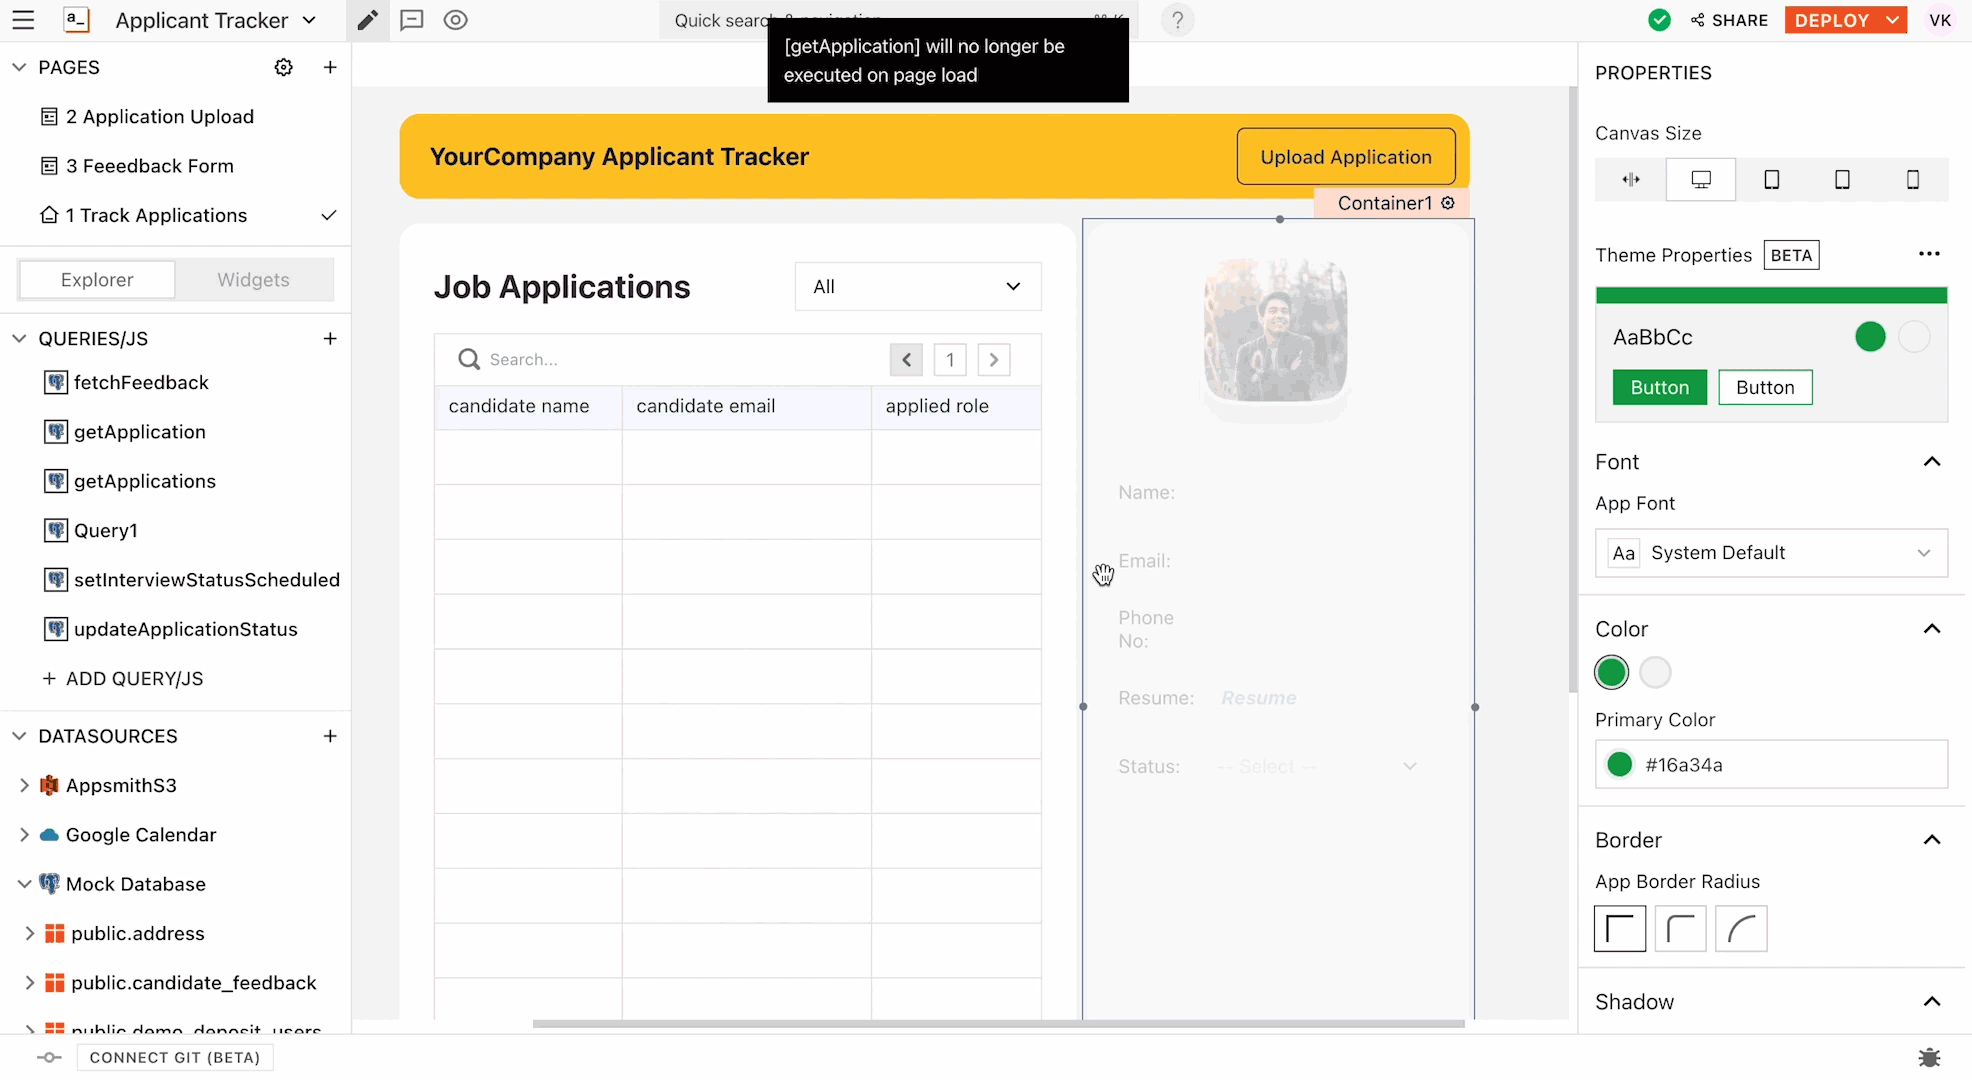 a_
Applicant Tracker
Quick search
?
SHARE
DEPLOY
VK
[getApplication] will no longer be
executed on page load
PAGES
2 Application Upload
3 Feeedback Form
1 Track Applications
Explorer
Widgets
QUERIES/JS
fetchFeedback
getApplication
getApplications
Query1
setInterviewStatusScheduled
updateApplicationStatus
+ ADD QUERY/JS
DATASOURCES
AppsmithS3
Google Calendar
Mock Database
public.address
public.candidate_feedback
public.demo_deposit_users
CONNECT GIT (BETA)
YourCompany Applicant Tracker
Upload Application
Container1
Job Applications
All
Search...
1
candidate name
candidate email
applied role
Name:
Email:
Phone
No:
Resume:
Resume
Status:
-- Select --
PROPERTIES
Canvas Size
Theme Properties
BETA
AaBbCc
Button
Button
Font
App Font
Aa
System Default
Color
Primary Color
#16a34a
Border
App Border Radius
Shadow